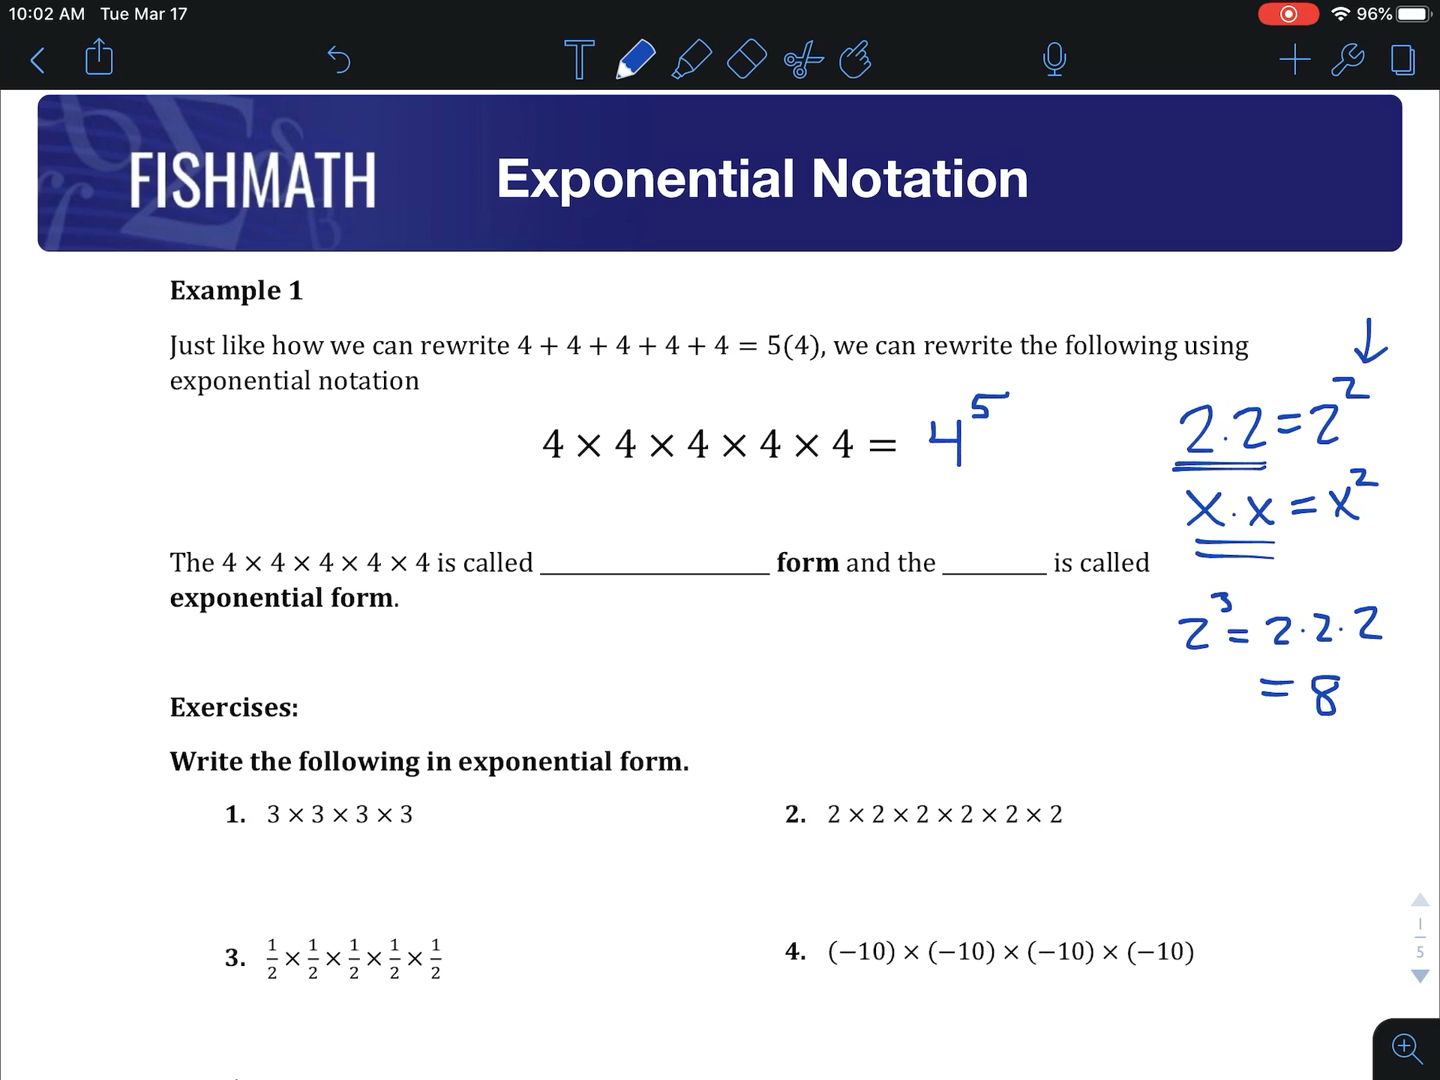 10:02 AM Tue Mar 17
96%
T
FISHMATH
Exponential Notation
Example 1
Just like how we can rewrite 4 + 4 + 4 + 4 + 4 = 5(4), we can rewrite the following using
exponential notation
4 × 4 × 4 × 4 × 4 = 4⁵
2·2=2²
x·x=x²
The 4 × 4 × 4 × 4 × 4 is called ________________ form and the _______ is called
exponential form.
2³=2·2·2
=8
Exercises:
Write the following in exponential form.
1. 3 × 3 × 3 × 3
2. 2 × 2 × 2 × 2 × 2 × 2
3. 1/2 × 1/2 × 1/2 × 1/2 × 1/2
4. (−10) × (−10) × (−10) × (−10)
1
5